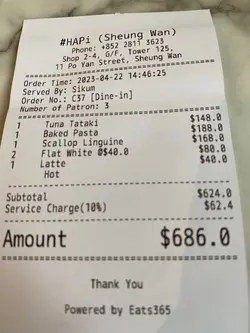 #HAPi (Sheung Wan)
Phone: +852 2811 3623
Shop 2-4, G/F, Tower 125,
11 Po Yan Street, Sheung Wan
Order Time: 2023-04-22 14:46:25
Served By: Sikum
Order No.: C37 [Dine-in]
Number of Patron: 3
1 Tuna Tataki $148.0
1 Baked Pasta $188.0
1 Scallop Linguine $168.0
2 Flat White @$40.0 $80.0
1 Latte $40.0
Hot
Subtotal $624.0
Service Charge(10%) $62.4
Amount $686.0
Thank You
Powered by Eats365